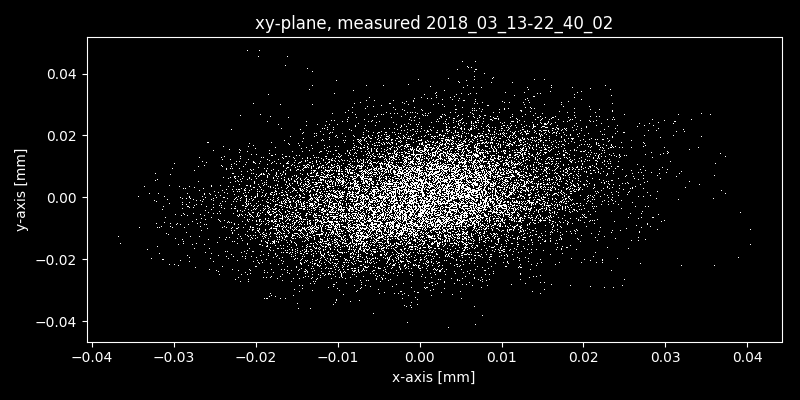 xy-plane, measured 2018_03_13-22_40_02
0.04
0.02
0.00
−0.02
−0.04
y-axis [mm]
−0.04 −0.03 −0.02 −0.01 0.00 0.01 0.02 0.03 0.04
x-axis [mm]